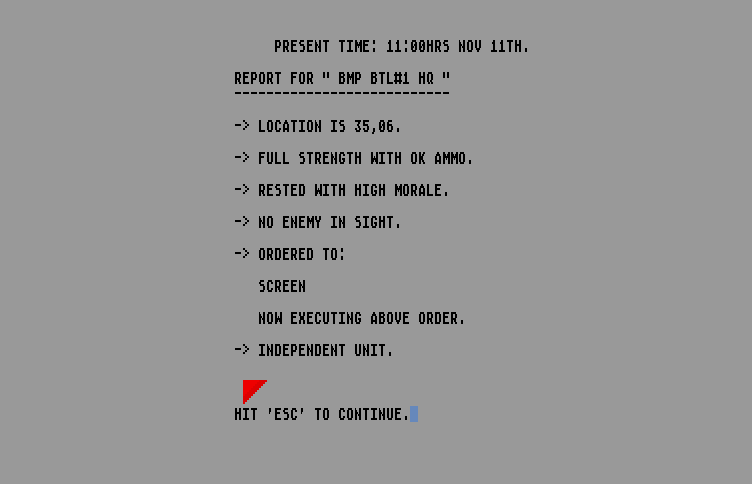 PRESENT TIME: 11:00HRS NOV 11TH.
REPORT FOR " BMP BTL#1 HQ "
---------------------------
-> LOCATION IS 35,06.
-> FULL STRENGTH WITH OK AMMO.
-> RESTED WITH HIGH MORALE.
-> NO ENEMY IN SIGHT.
-> ORDERED TO:
SCREEN
NOW EXECUTING ABOVE ORDER.
-> INDEPENDENT UNIT.
HIT 'ESC' TO CONTINUE.